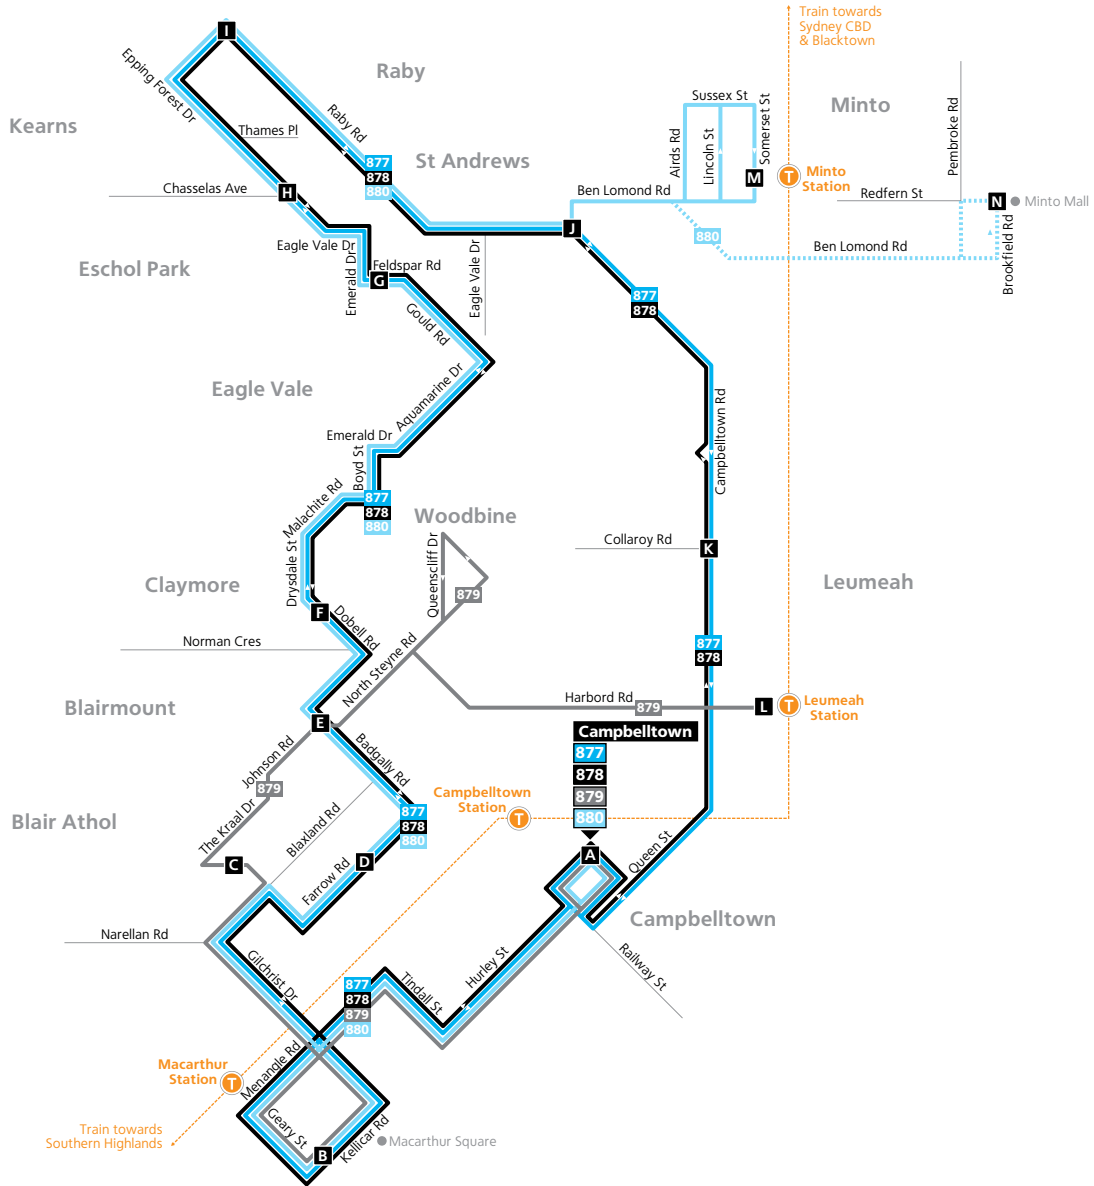 Train towards
Sydney CBD
& Blacktown
I
Epping Forest Dr
Raby
Raby Rd
Kearns
Thames Pl
877
878
880
St Andrews
Sussex St
Airds Rd
Lincoln St
Somerset St
Minto
Pembroke Rd
M
T
Minto
Station
Chasselas Ave
H
Ben Lomond Rd
Redfern St
N
Minto Mall
J
880
Ben Lomond Rd
Brookfield Rd
Eagle Vale Dr
Emerald Dr
Feldspar Rd
G
Eagle Vale Dr
Eschol Park
Gould Rd
877
878
Eagle Vale
Aquamarine Dr
Campbelltown Rd
Emerald Dr
Boyd St
Malachite Rd
877
878
880
Woodbine
Drysdale St
Queenscliff Dr
879
Collaroy Rd
K
Claymore
Leumeah
F
Dobell Rd
Norman Cres
North Steyne Rd
877
878
Blairmount
Harbord Rd
879
L
T
Leumeah
Station
E
Johnson Rd
Badgally Rd
Campbelltown
877
878
879
880
879
The Kraal Dr
Blaxland Rd
877
878
880
Campbelltown
Station
T
Blair Athol
C
D
Farrow Rd
A
Queen St
Campbelltown
Narellan Rd
Gilchrist Dr
Hurley St
Railway St
877
878
879
880
Tindall St
Macarthur
Station
T
Menangle Rd
Geary St
B
Kellicar Rd
Macarthur Square
Train towards
Southern Highlands